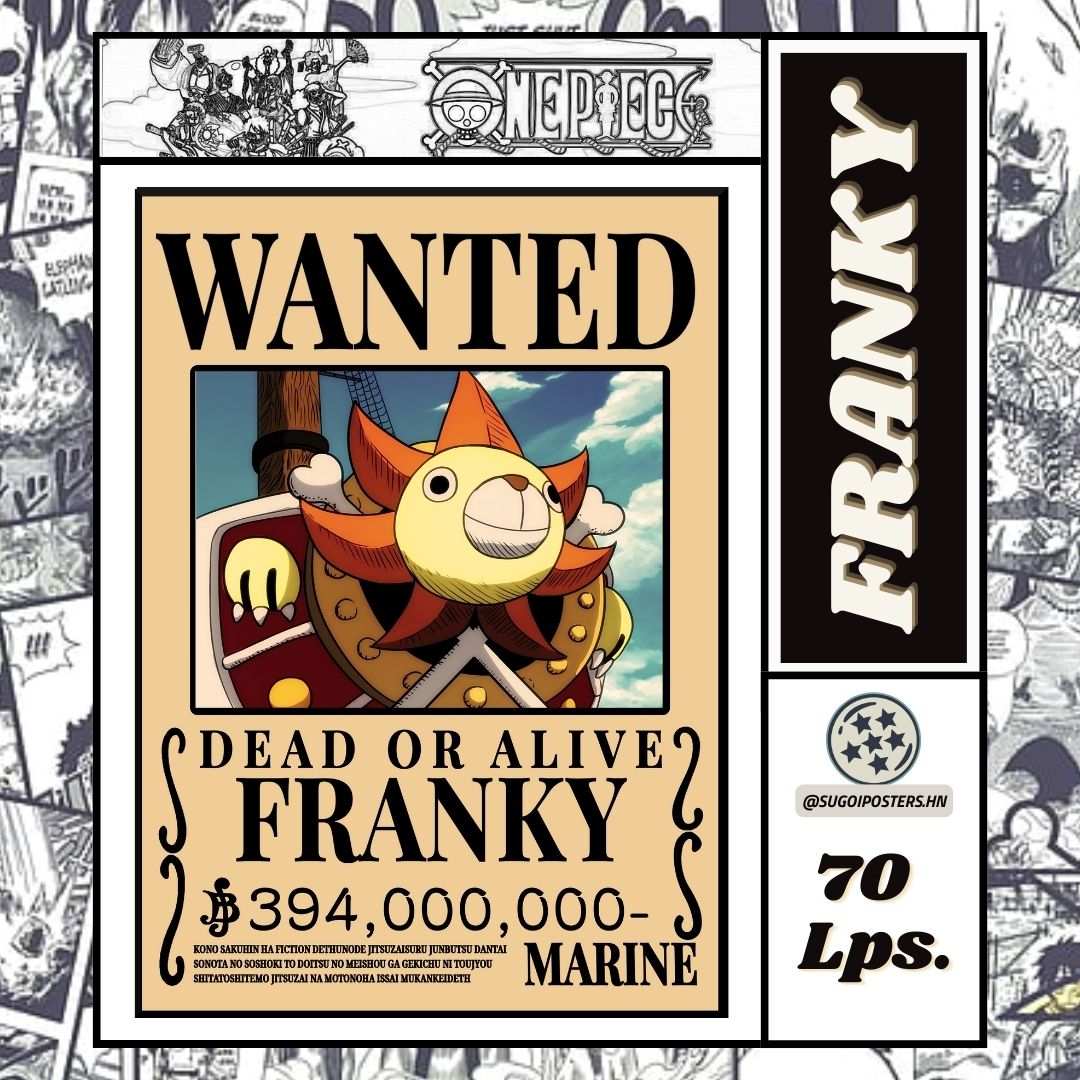 ONE PIECE
WANTED
DEAD OR ALIVE
FRANKY
฿394,000,000-
KONO SAKUHIN HA FICTION DETHUNODE JITSUZAISURU JUNBUTSU DANTAI
SONOTA NO SOSHOKI TO DOITSU NO MEISHOU GA GEKICHU NI TOUJYOU
SHITATOSHITEMO JITSUZAI NA MOTONOHA ISSAI MUKANKEIDETH
MARINE
FRANKY
@SUGOIPOSTERS.HN
70
Lps.